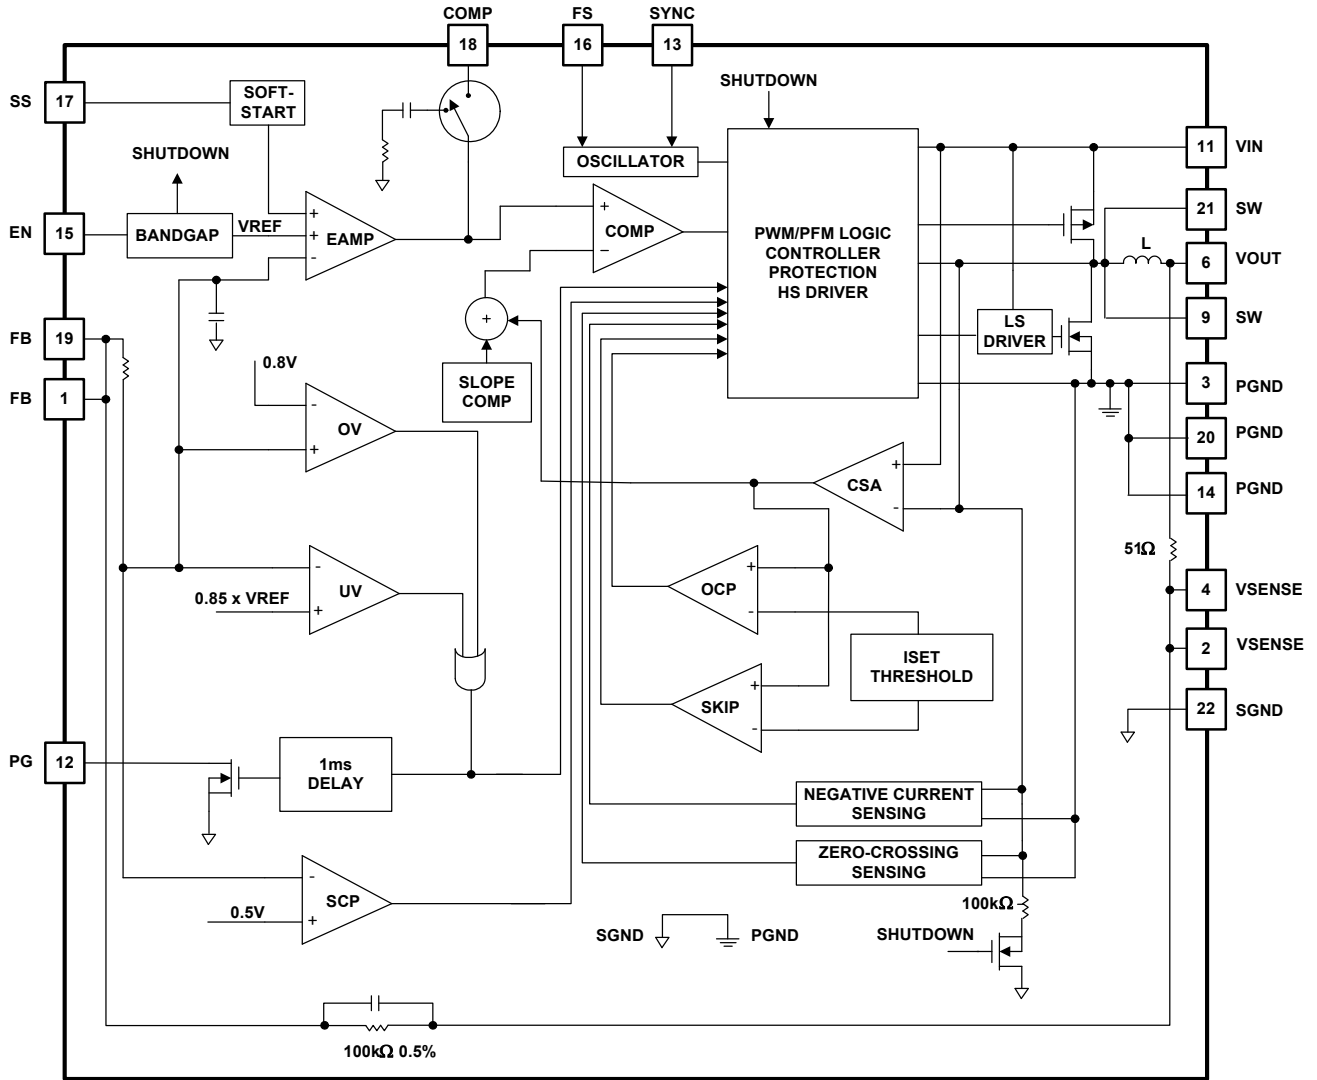 COMP
FS
SYNC
18
16
13
SHUTDOWN
SS
17
SOFT-
START
SHUTDOWN
OSCILLATOR
11
VIN
EN
15
BANDGAP
VREF
+
+
-
EAMP
+
−
COMP
PWM/PFM LOGIC
CONTROLLER
PROTECTION
HS DRIVER
21
SW
L
6
VOUT
9
SW
LS
DRIVER
FB
19
+
SLOPE
COMP
0.8V
FB
1
3
PGND
-
+
OV
20
PGND
14
PGND
+
-
CSA
51Ω
-
+
UV
0.85 x VREF
+
-
OCP
4
VSENSE
2
VSENSE
ISET
THRESHOLD
+
-
SKIP
22
SGND
PG
12
1ms
DELAY
NEGATIVE CURRENT
SENSING
ZERO-CROSSING
SENSING
-
+
SCP
0.5V
100kΩ
SGND
PGND
SHUTDOWN
100kΩ 0.5%